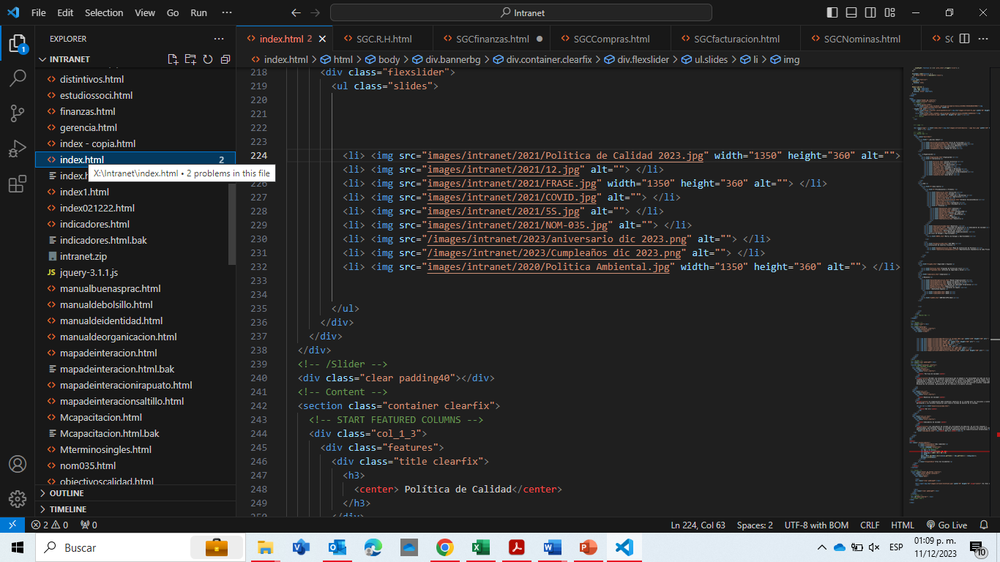 File Edit Selection View Go Run ··· Intranet
EXPLORER ···
INTRANET
distintivos.html
estudiossoci.html
finanzas.html
gerencia.html
index - copia.html
index.html 2
index.h
X:\Intranet\index.html • 2 problems in this file
index1.html
index021222.html
indicadores.html
indicadores.html.bak
intranet.zip
JS jquery-3.1.1.js
manualbuenasprac.html
manualdebolsillo.html
manualdeidentidad.html
manualdeorganicacion.html
mapadeinteracion.html
mapadeinteracion.html.bak
mapadeinteracionirapuato.html
mapadeinteracionsaltillo.html
Mcapacitacion.html
Mcapacitacion.html.bak
Mterminosingles.html
nom035.html
objectivoscalidad.html
OUTLINE
TIMELINE
1
index.html 2 SGC.R.H.html SGCfinanzas.html SGCCompras.html SGCfacturacion.html SGCNominas.html SC ···
index.html > html > body > div.bannerbg > div.container.clearfix > div.flexslider > ul.slides > li > img
218 <div class="flexslider">
219 <ul class="slides">
220
221
222
223
224 <li> <img src="images/intranet/2021/Politica de Calidad 2023.jpg" width="1350" height="360" alt="">
<li> <img src="images/intranet/2021/12.jpg" alt=""> </li>
226 <li> <img src="images/intranet/2021/FRASE.jpg" width="1350" height="360" alt=""> </li>
227 <li> <img src="images/intranet/2021/COVID.jpg" alt=""> </li>
228 <li> <img src="images/intranet/2021/5S.jpg" alt=""> </li>
229 <li> <img src="images/intranet/2021/NOM-035.jpg" alt=""> </li>
230 <li> <img src="/images/intranet/2023/aniversario dic 2023.png" alt=""> </li>
231 <li> <img src="/images/intranet/2023/Cumpleaños dic 2023.png" alt=""> </li>
232 <li> <img src="images/intranet/2020/Politica Ambiental.jpg" width="1350" height="360" alt=""> </li>
233
234
235 </ul>
236 </div>
237 </div>
238 </div>
239 <!-- /Slider -->
240 <div class="clear padding40"></div>
241 <!-- Content -->
242 <section class="container clearfix">
243 <!-- START FEATURED COLUMNS -->
244 <div class="col_1_3">
245 <div class="features">
246 <div class="title clearfix">
247 <h3>
248 <center> Política de Calidad</center>
249 </h3>
250 </div>
2 0 0 Ln 224, Col 63 Spaces: 2 UTF-8 with BOM CRLF HTML Go Live
Buscar ESP 01:09 p. m.
11/12/2023 10